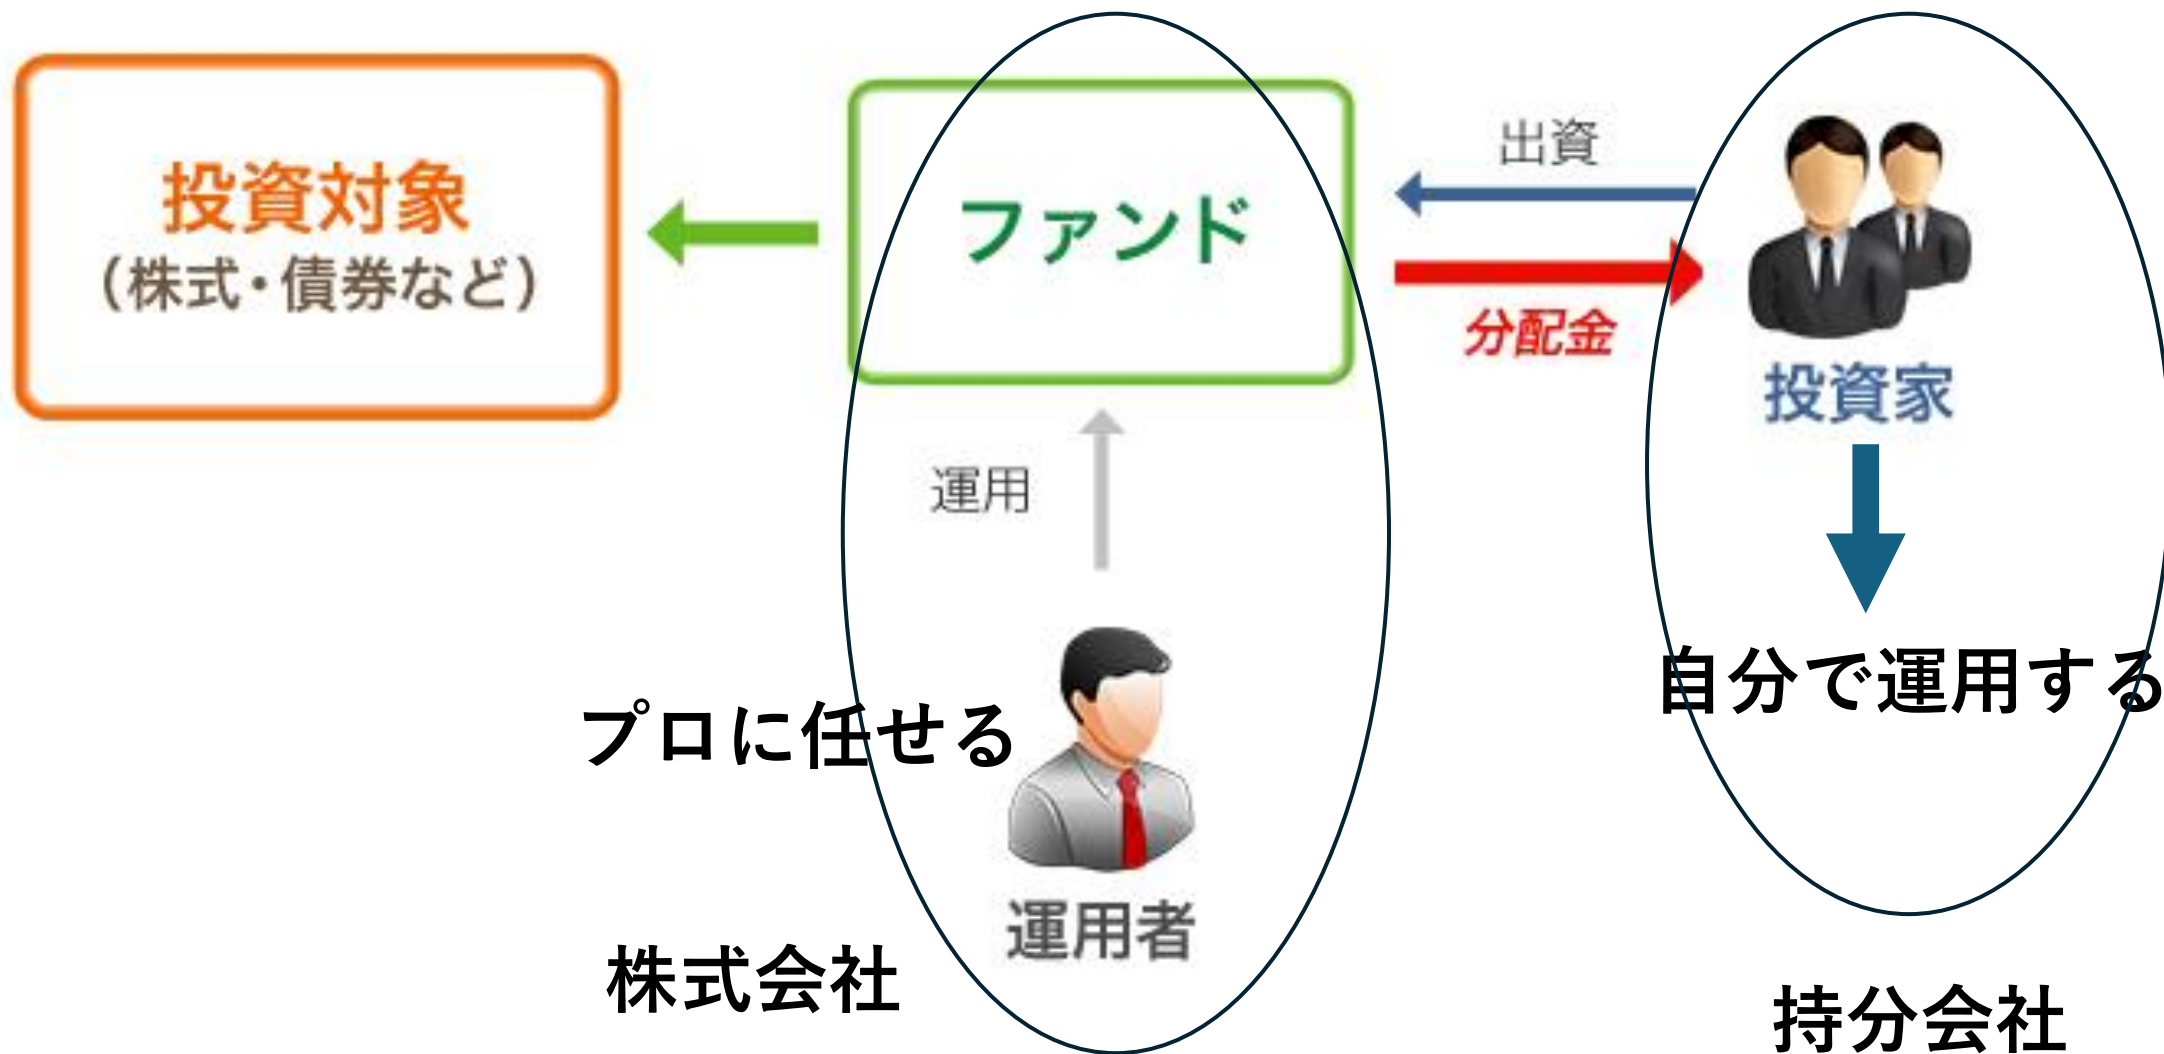 投資対象
（株式・債券など）
ファンド
出資
分配金
投資家
運用
自分で運用する
プロに任せる
運用者
株式会社
持分会社